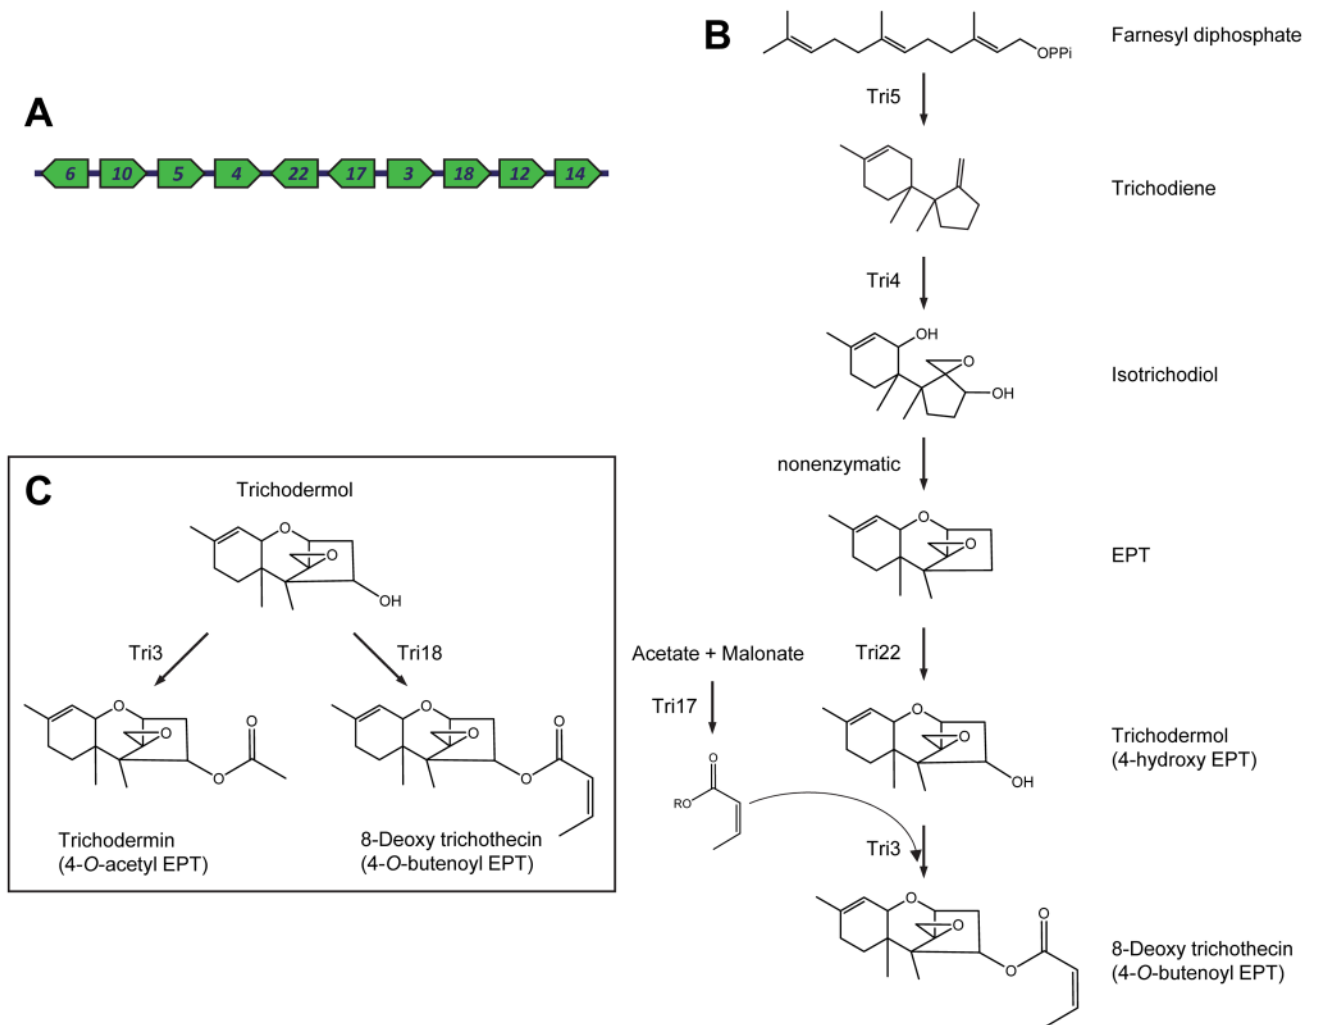 A
6 10 5 4 22 17 3 18 12 14
B
OPPi
Farnesyl diphosphate
Tri5
Trichodiene
Tri4
OH
O
OH
Isotrichodiol
nonenzymatic
O
O
EPT
Acetate + Malonate
Tri22
Tri17
O
RO
O
O
OH
Trichodermol
(4-hydroxy EPT)
Tri3
O
O
O
O
8-Deoxy trichothecin
(4-O-butenoyl EPT)
C
Trichodermol
O
O
OH
Tri3
Tri18
O
O
O
O
Trichodermin
(4-O-acetyl EPT)
O
O
O
O
8-Deoxy trichothecin
(4-O-butenoyl EPT)